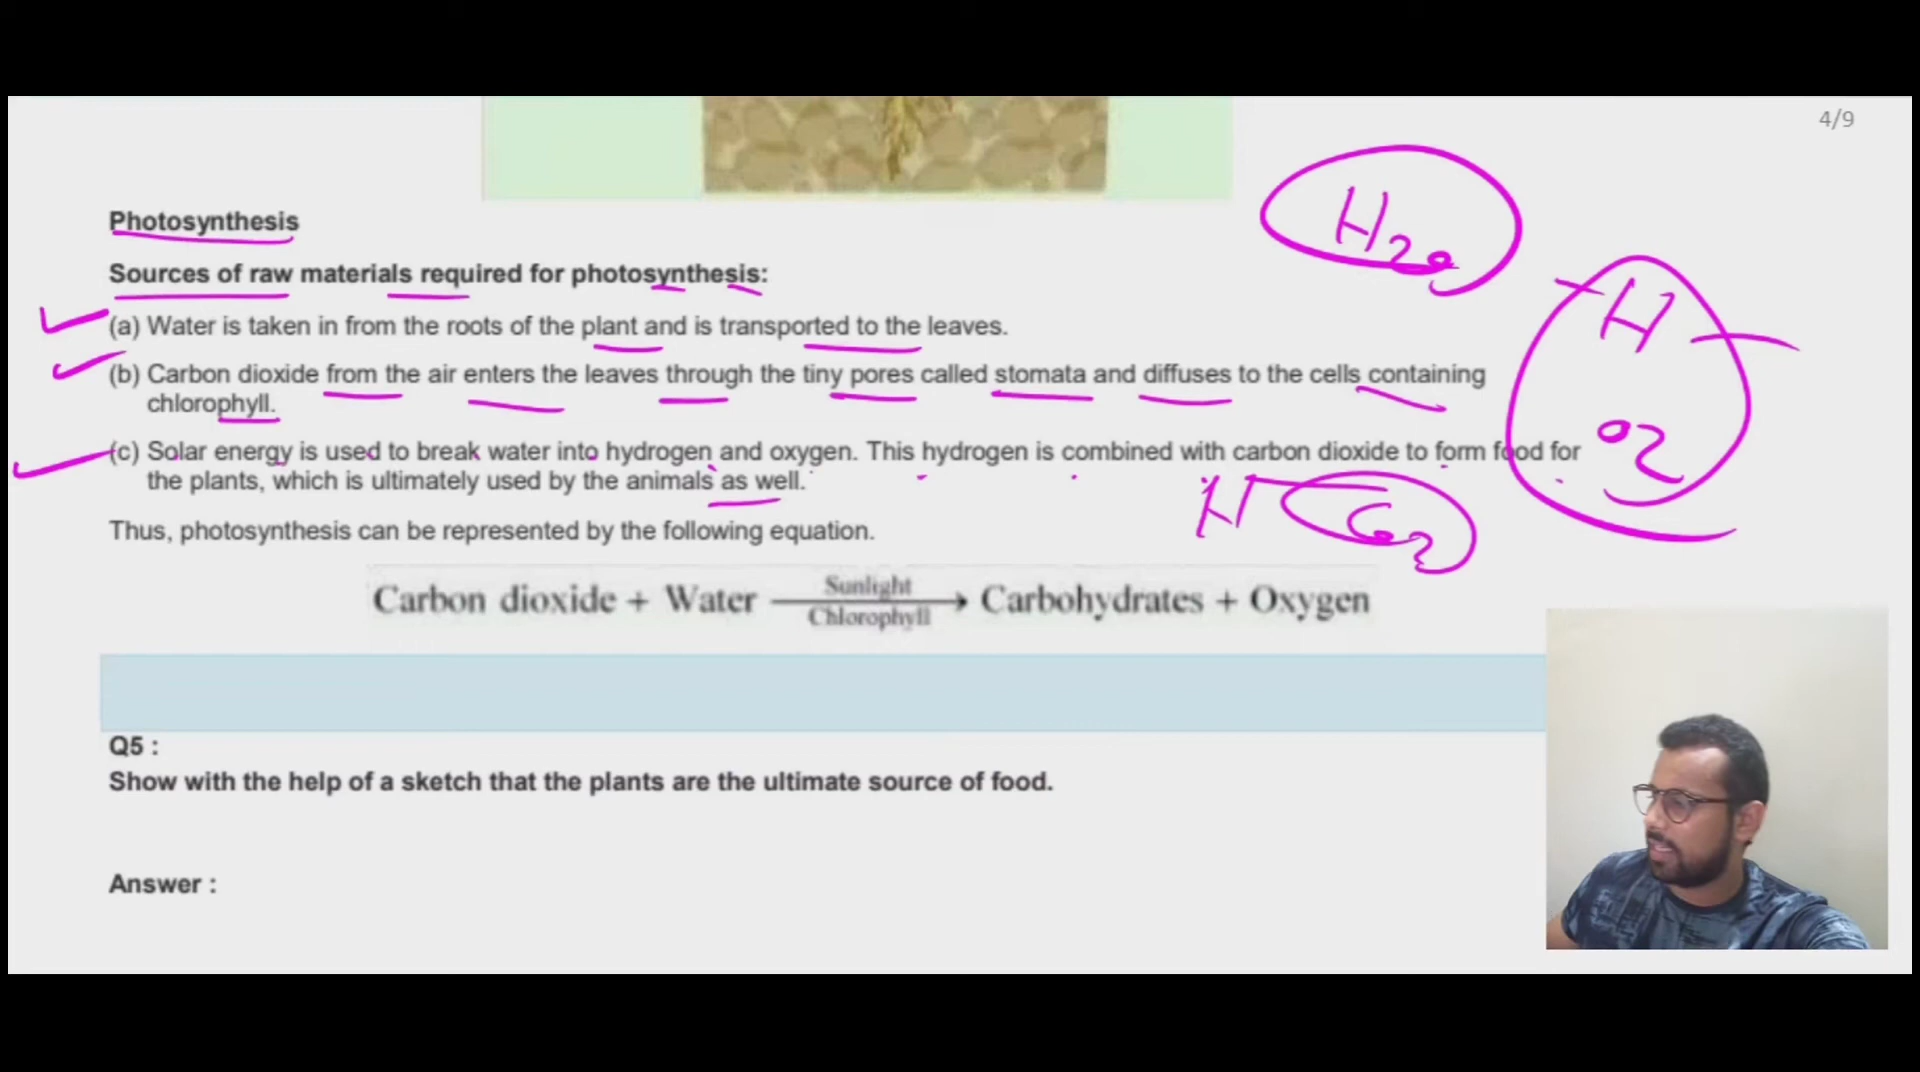 4/9
H2o
Photosynthesis
Sources of raw materials required for photosynthesis:
H
(a) Water is taken in from the roots of the plant and is transported to the leaves.
(b) Carbon dioxide from the air enters the leaves through the tiny pores called stomata and diffuses to the cells containing
chlorophyll.
O2
(c) Solar energy is used to break water into hydrogen and oxygen. This hydrogen is combined with carbon dioxide to form food for
the plants, which is ultimately used by the animals as well.
H Co2
Thus, photosynthesis can be represented by the following equation.
Carbon dioxide + Water Sunlight Chlorophyll → Carbohydrates + Oxygen
Q5 :
Show with the help of a sketch that the plants are the ultimate source of food.
Answer :